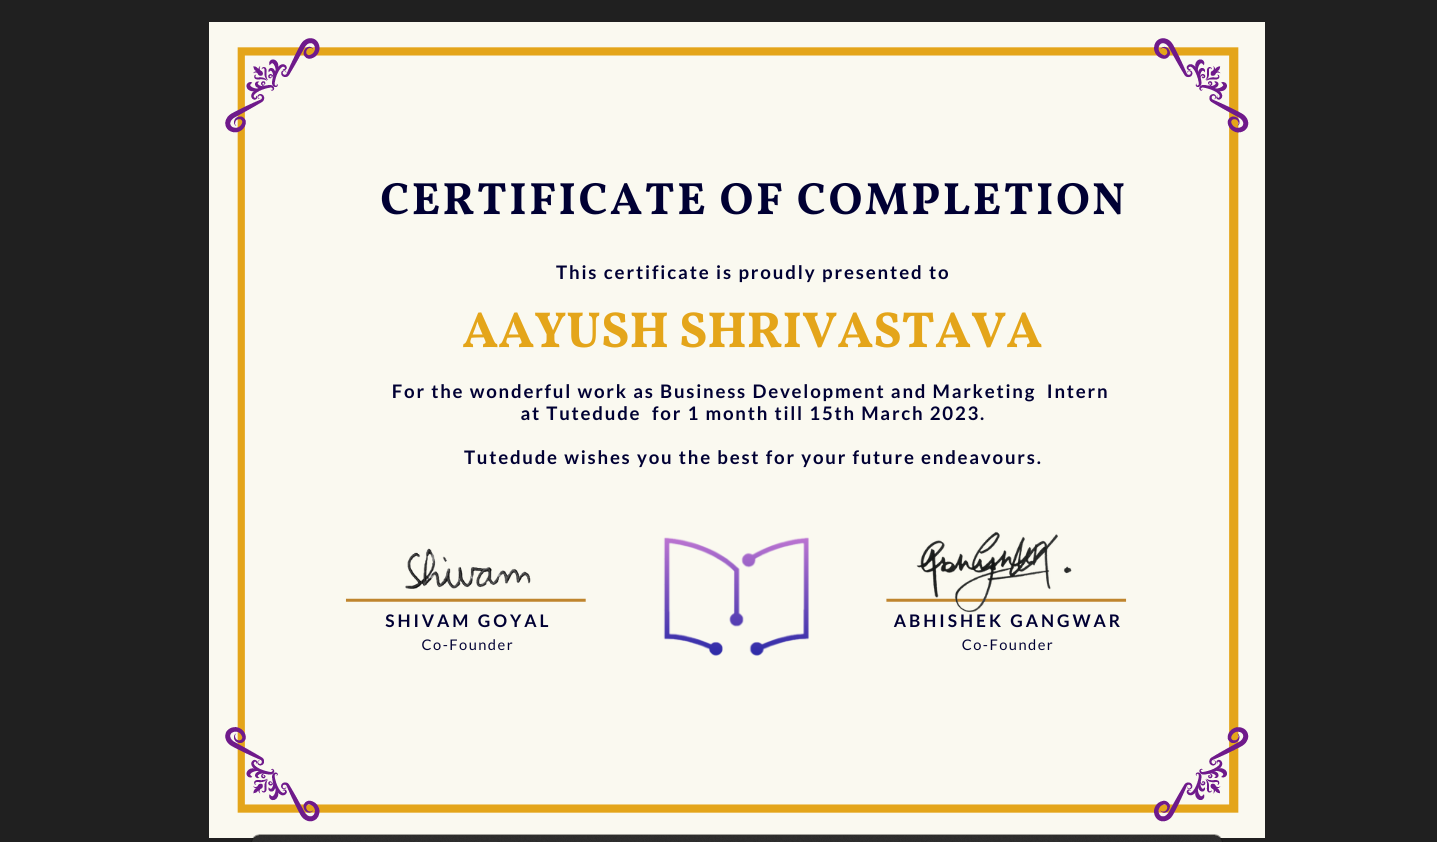 CERTIFICATE OF COMPLETION
This certificate is proudly presented to
AAYUSH SHRIVASTAVA
For the wonderful work as Business Development and Marketing Intern
at Tutedude for 1 month till 15th March 2023.
Tutedude wishes you the best for your future endeavours.
Shivam
SHIVAM GOYAL
Co-Founder
ABHISHEK GANGWAR
Co-Founder